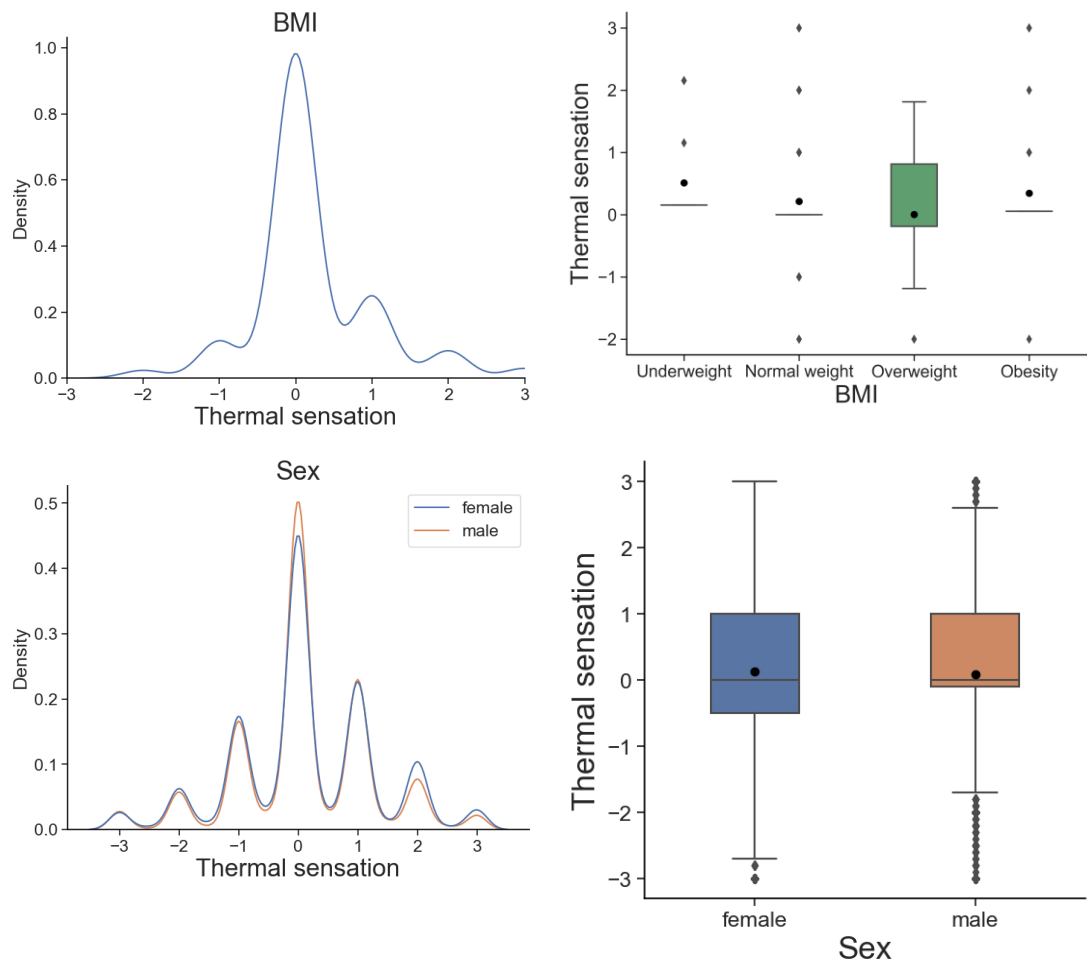 BMI
1.0
0.8
0.6
0.4
0.2
0.0
Density
−3 −2 −1 0 1 2 3
Thermal sensation
3
2
1
0
−1
−2
Thermal sensation
Underweight Normal weight Overweight Obesity
BMI
Sex
0.5
0.4
0.3
0.2
0.1
0.0
Density
female
male
−3 −2 −1 0 1 2 3
Thermal sensation
3
2
1
0
−1
−2
−3
Thermal sensation
female male
Sex